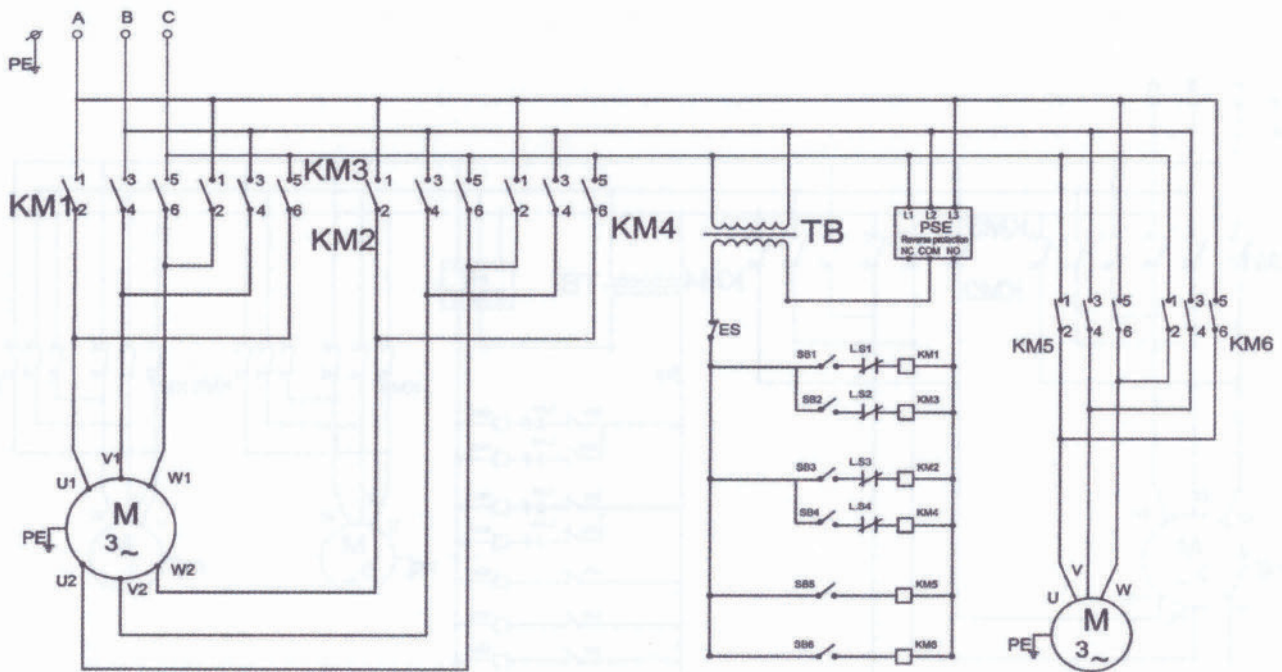 A B C
PE
1 3 5 1 3 5 KM3 1 3 5 1 3 5
KM1 2 4 6 2 4 6 KM2 2 4 6 2 4 6 KM4
TB
L1 L2 L3
PSE
Reverse protection
NC COM NO
ES
1 3 5 1 3 5
KM5 2 4 6 2 4 6 KM6
SB1 L.S1 KM1
SB2 L.S2 KM3
SB3 L.S3 KM2
SB4 L.S4 KM4
SB5 KM5
SB6 KM6
U1 V1 W1
M
3~
PE
U2 V2 W2
U V W
M
3~
PE